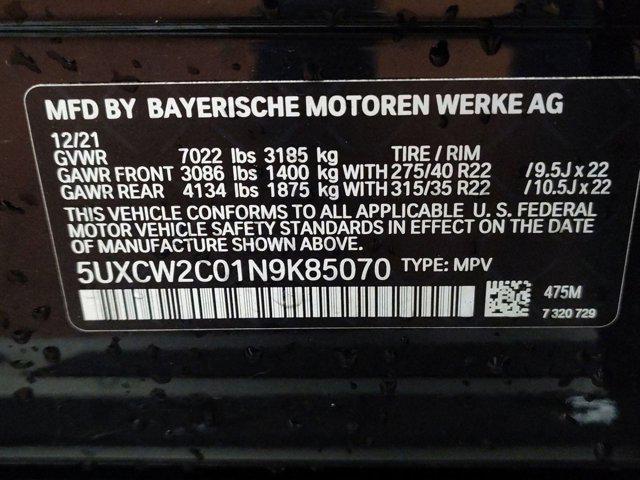 MFD BY BAYERISCHE MOTOREN WERKE AG
12/21
GVWR 7022 lbs 3185 kg TIRE / RIM
GAWR FRONT 3086 lbs 1400 kg WITH 275/40 R22 / 9.5J x 22
GAWR REAR 4134 lbs 1875 kg WITH 315/35 R22 / 10.5J x 22
THIS VEHICLE CONFORMS TO ALL APPLICABLE U. S. FEDERAL
MOTOR VEHICLE SAFETY STANDARDS IN EFFECT ON THE DATE
OF MANUFACTURE SHOWN ABOVE.
5UXCW2C01N9K85070 TYPE: MPV
475M
7 320 729